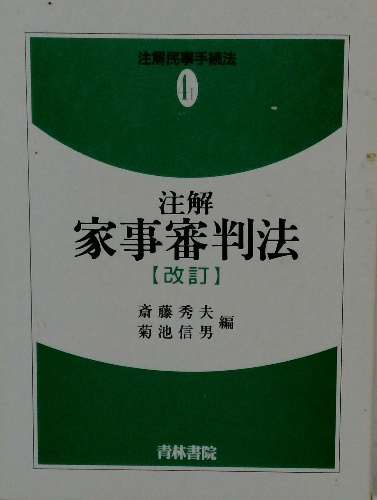 注解民事手続法
注解
家事審判法
【改訂】
斎藤秀夫
菊池信男
編
青林書院